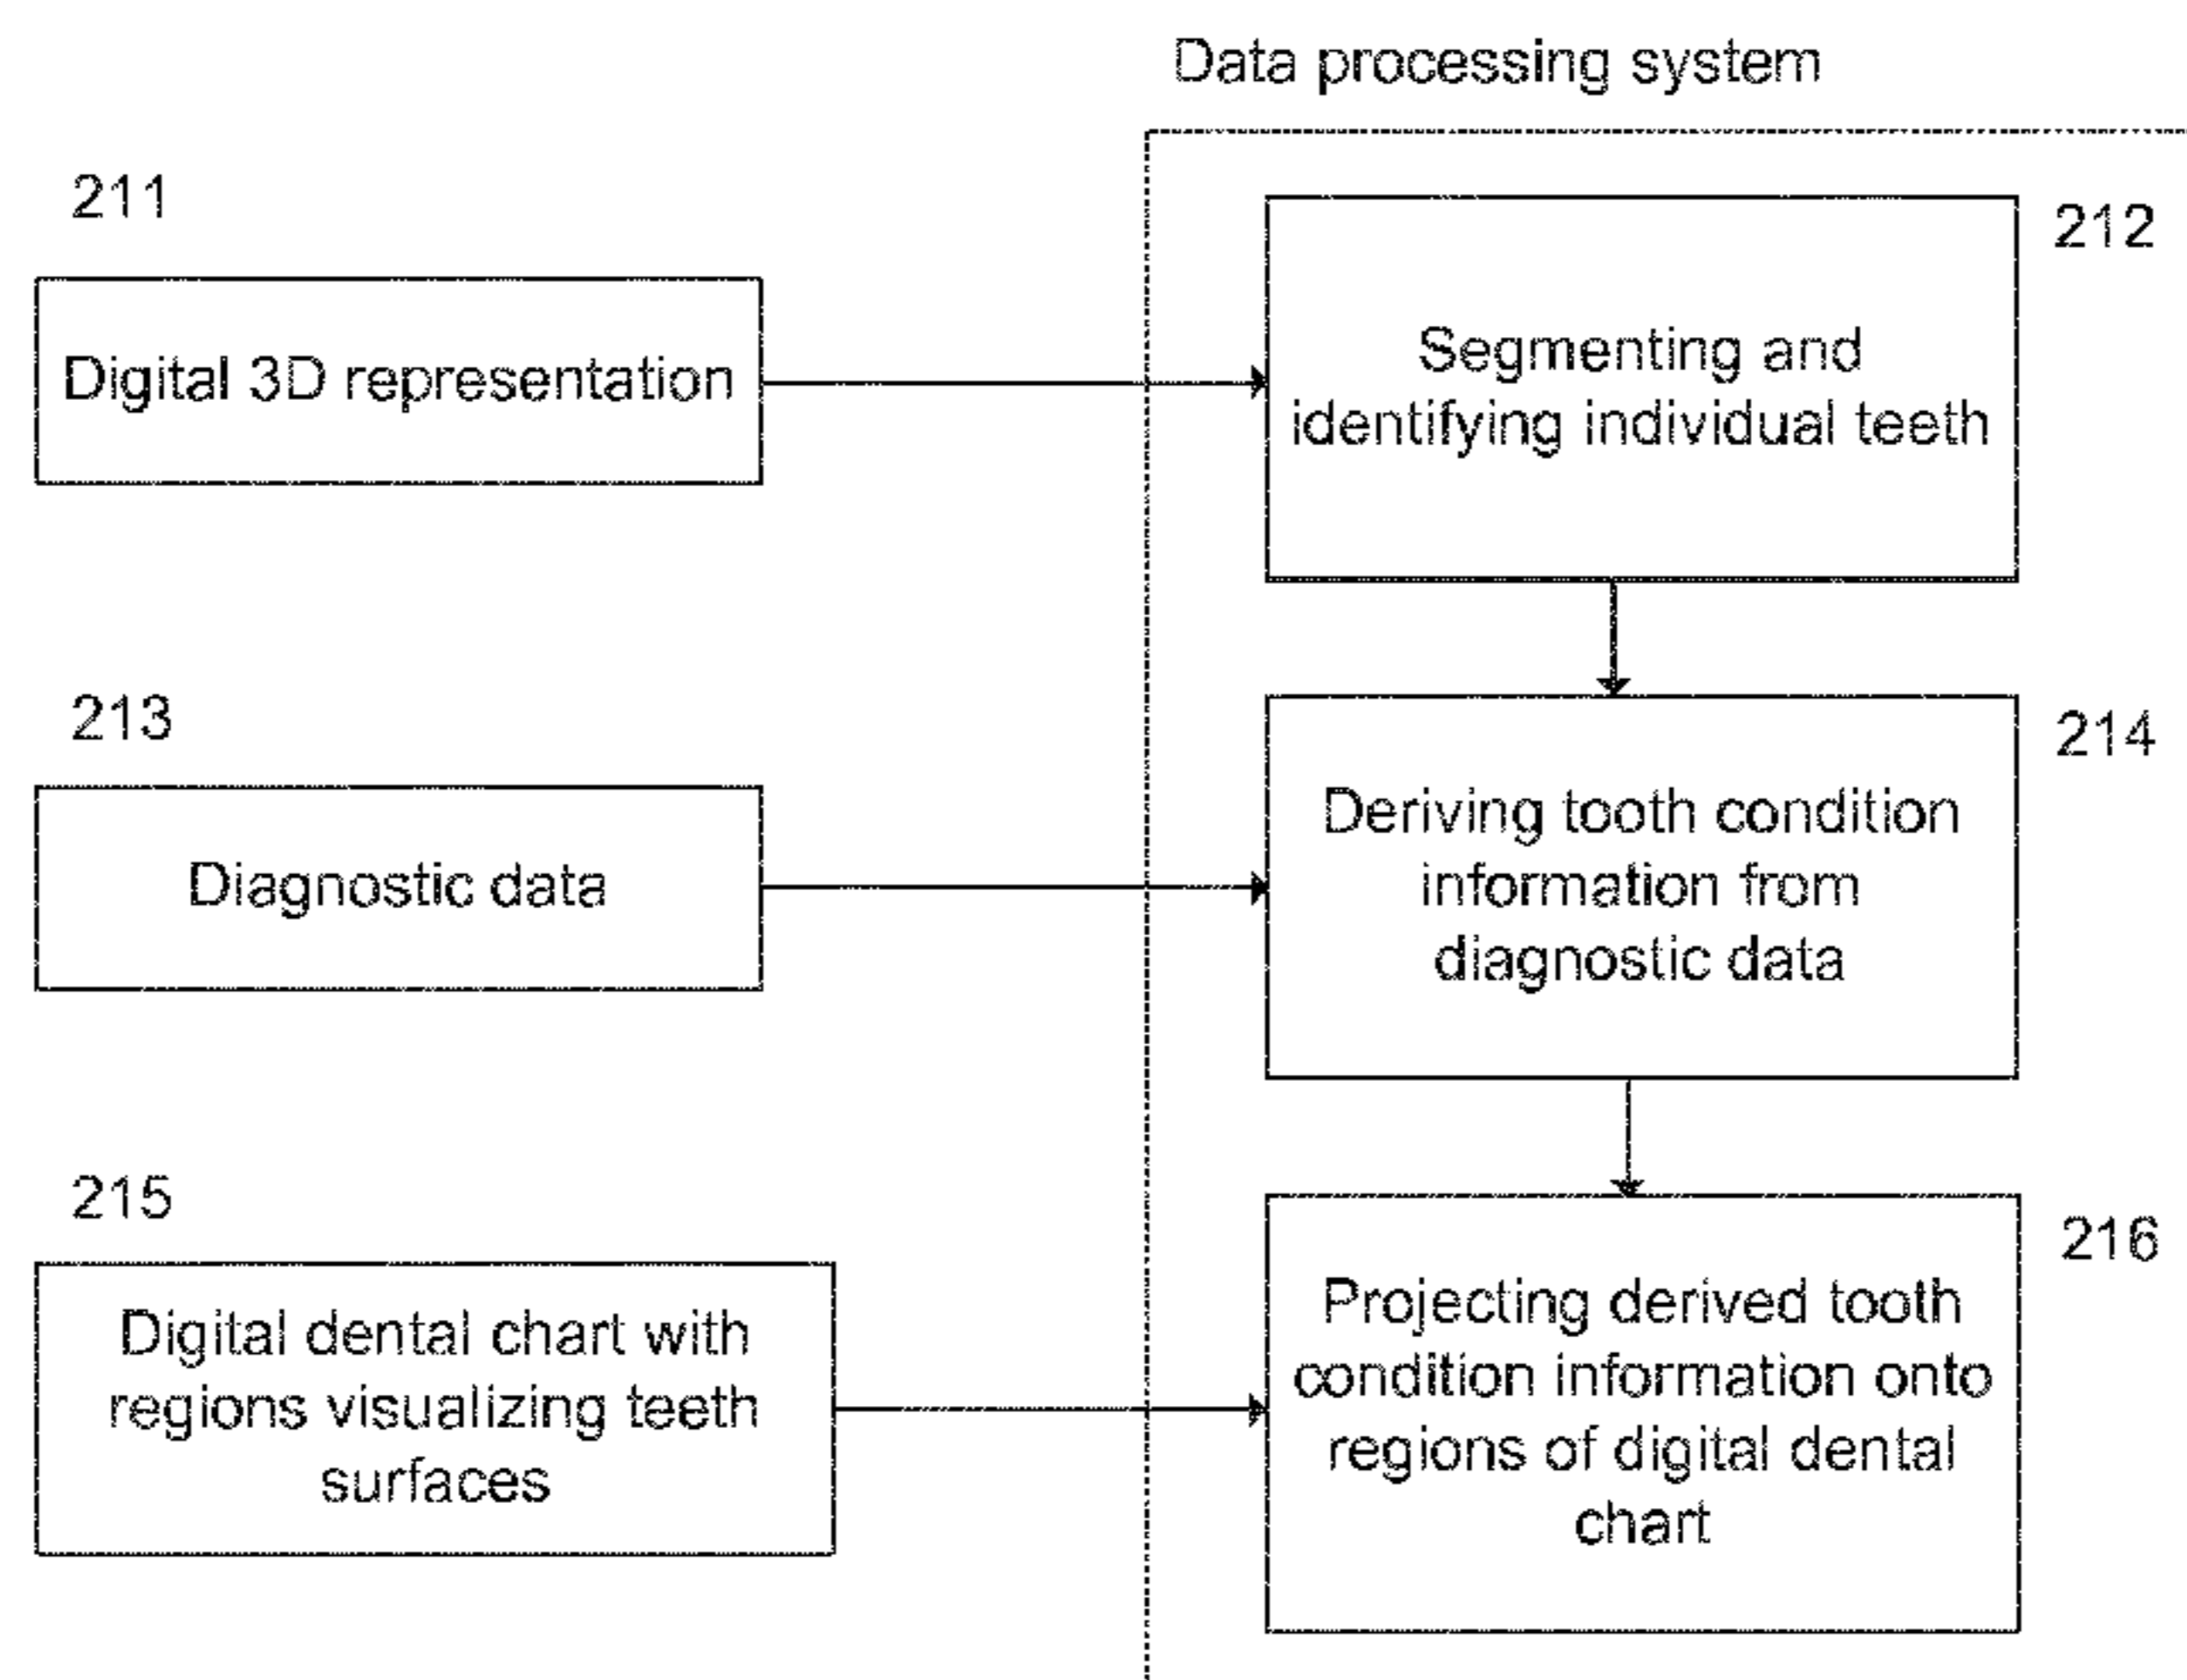 Data processing system
211
212
Digital 3D representation
Segmenting and
identifying individual teeth
213
214
Diagnostic data
Deriving tooth condition
information from
diagnostic data
215
216
Digital dental chart with
regions visualizing teeth
surfaces
Projecting derived tooth
condition information onto
regions of digital dental
chart